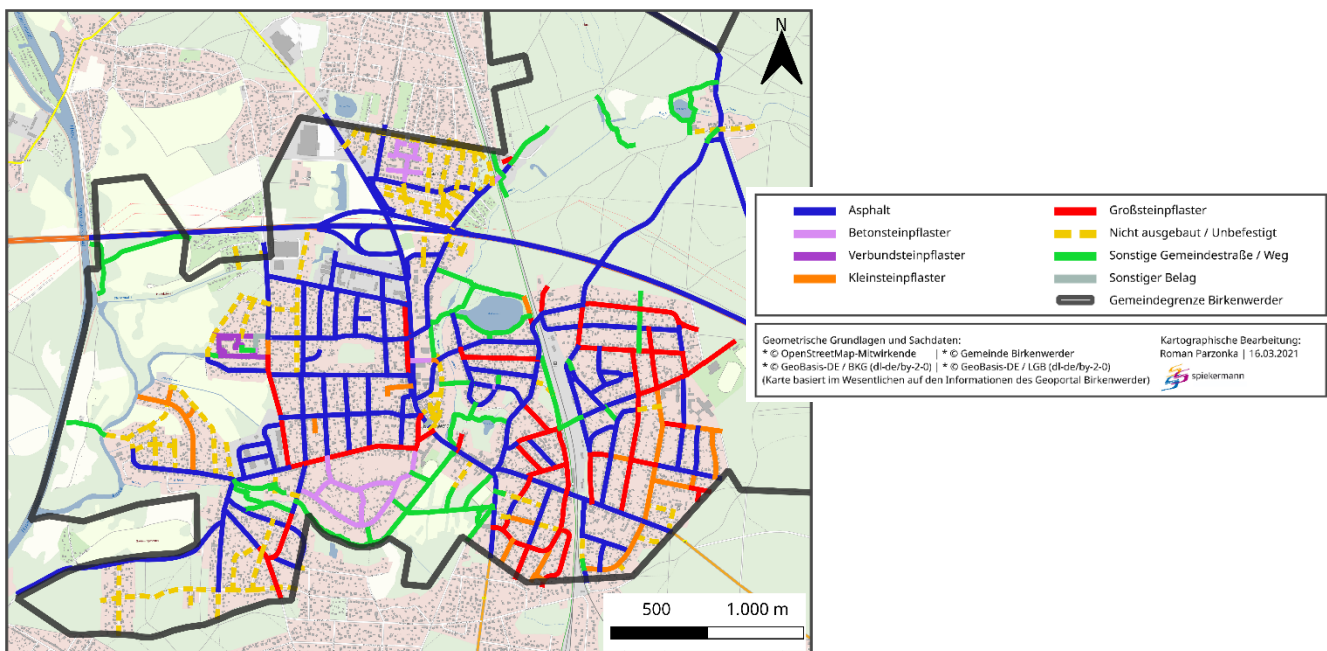 N
Asphalt
Betonsteinpflaster
Verbundsteinpflaster
Kleinsteinpflaster
Großsteinpflaster
Nicht ausgebaut / Unbefestigt
Sonstige Gemeindestraße / Weg
Sonstiger Belag
Gemeindegrenze Birkenwerder
Geometrische Grundlagen und Sachdaten:
* © OpenStreetMap-Mitwirkende | * © Gemeinde Birkenwerder
* © GeoBasis-DE / BKG (dl-de/by-2-0) | * © GeoBasis-DE / LGB (dl-de/by-2-0)
(Karte basiert im Wesentlichen auf den Informationen des Geoportal Birkenwerder)
Kartographische Bearbeitung:
Roman Parzonka | 16.03.2021
spiekermann
500 1.000 m